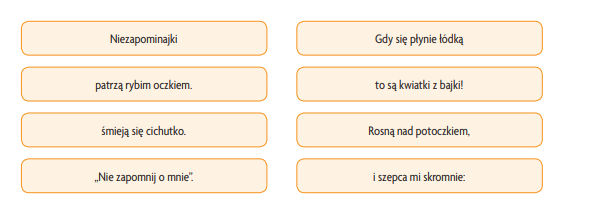 Niezapominajki
Gdy się płynie łódką
patrzą rybim oczkiem.
to są kwiatki z bajki!
śmieją się cichutko.
Rosną nad potoczkiem,
„Nie zapomnij o mnie”.
i szepcą mi skromnie: